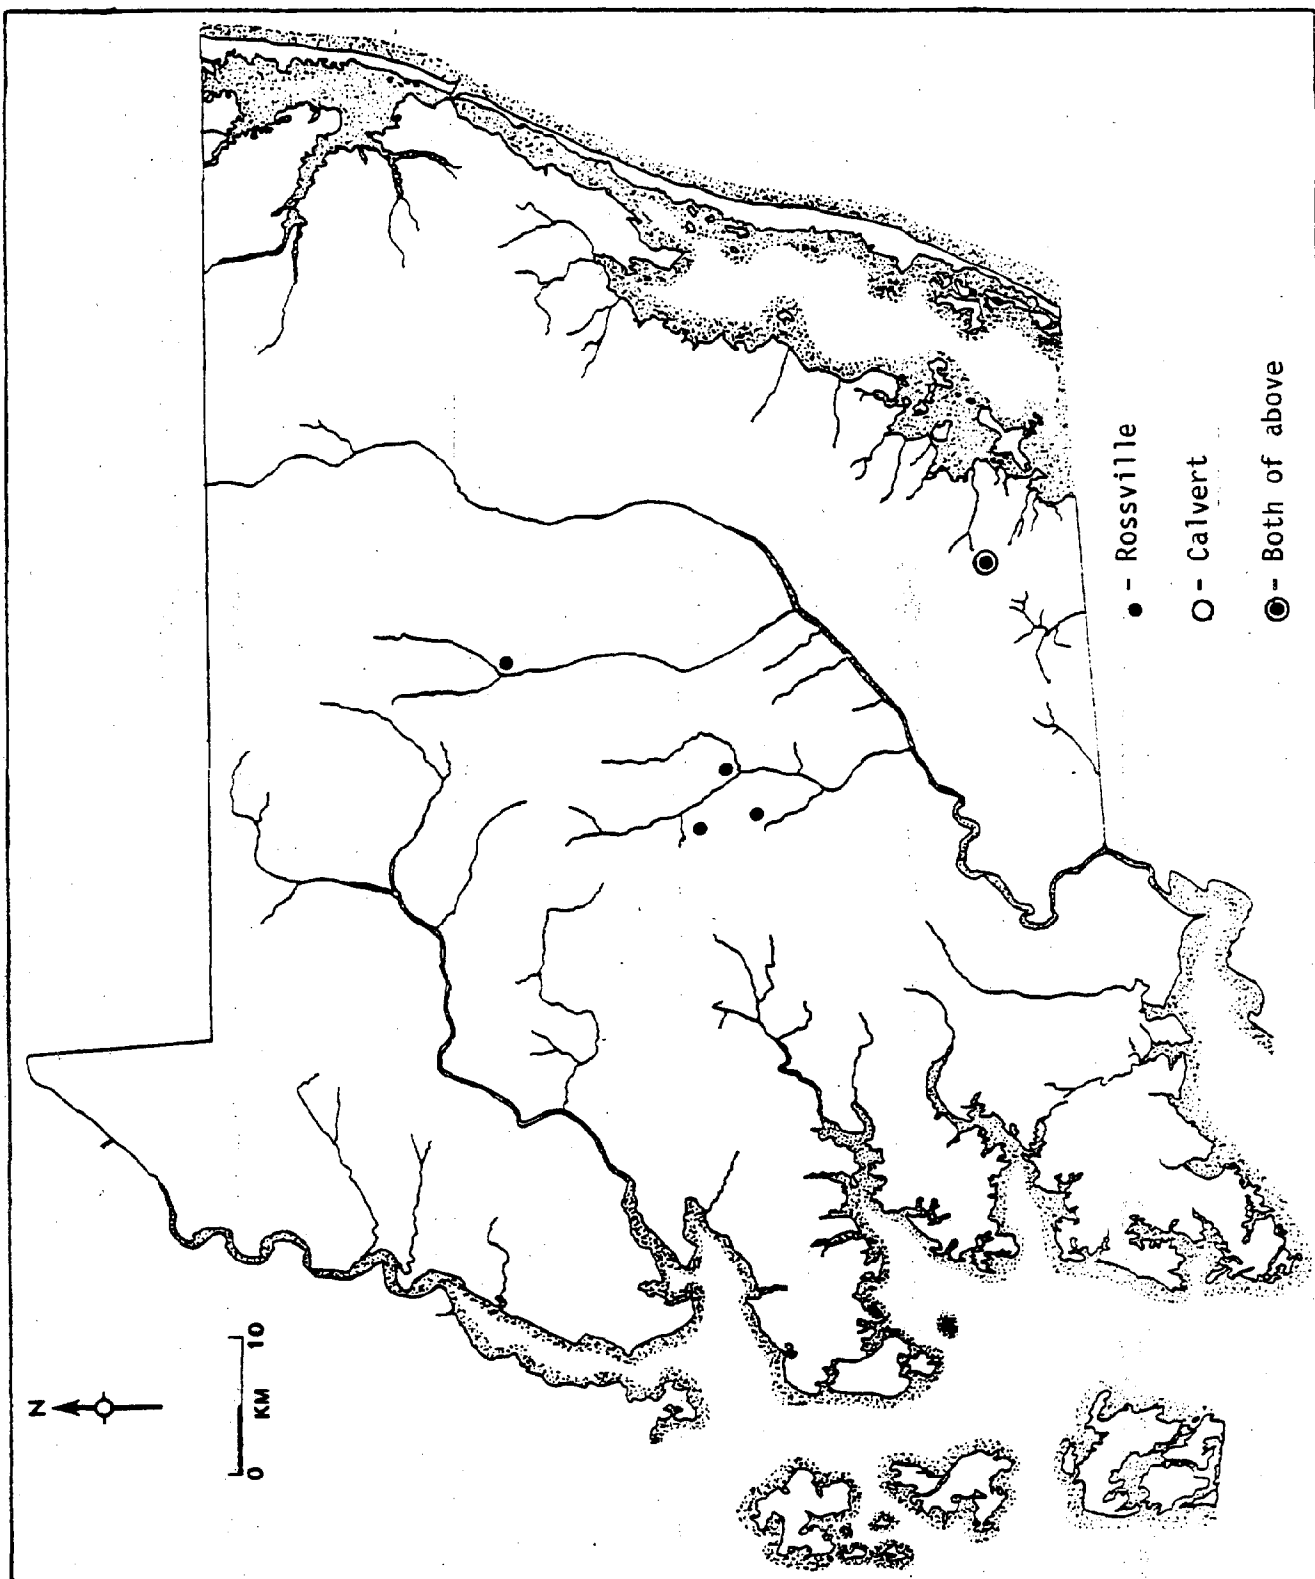 N
0 10
KM
● - Rossville
○ - Calvert
◉ - Both of above